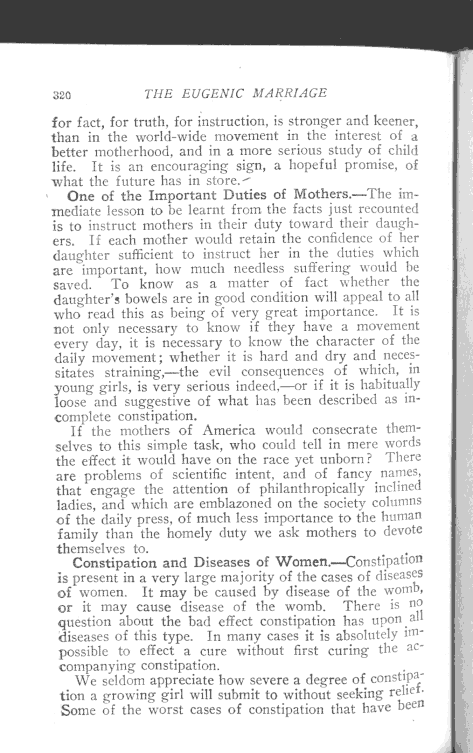 320 THE EUGENIC MARRIAGE
for fact, for truth, for instruction, is stronger and keener,
than in the world-wide movement in the interest of a
better motherhood, and in a more serious study of child
life. It is an encouraging sign, a hopeful promise, of
what the future has in store.
One of the Important Duties of Mothers.—The im-
mediate lesson to be learnt from the facts just recounted
is to instruct mothers in their duty toward their daugh-
ers. If each mother would retain the confidence of her
daughter sufficient to instruct her in the duties which
are important, how much needless suffering would be
saved. To know as a matter of fact whether the
daughter's bowels are in good condition will appeal to all
who read this as being of very great importance. It is
not only necessary to know if they have a movement
every day, it is necessary to know the character of the
daily movement; whether it is hard and dry and neces-
sitates straining,—the evil consequences of which, in
young girls, is very serious indeed,—or if it is habitually
loose and suggestive of what has been described as in-
complete constipation.
If the mothers of America would consecrate them-
selves to this simple task, who could tell in mere words
the effect it would have on the race yet unborn? There
are problems of scientific intent, and of fancy names,
that engage the attention of philanthropically inclined
ladies, and which are emblazoned on the society columns
of the daily press, of much less importance to the human
family than the homely duty we ask mothers to devote
themselves to.
Constipation and Diseases of Women.—Constipation
is present in a very large majority of the cases of diseases
of women. It may be caused by disease of the womb,
or it may cause disease of the womb. There is no
question about the bad effect constipation has upon all
diseases of this type. In many cases it is absolutely im-
possible to effect a cure without first curing the ac-
companying constipation.
We seldom appreciate how severe a degree of constipa-
tion a growing girl will submit to without seeking relief.
Some of the worst cases of constipation that have been